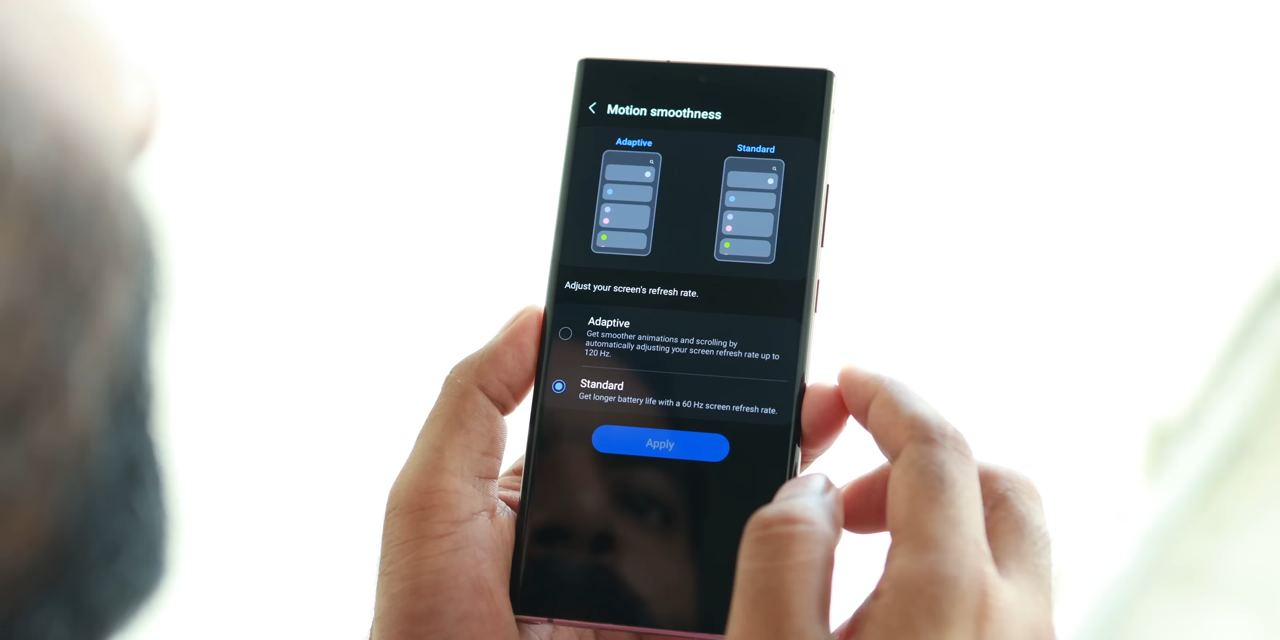 Motion smoothness
Adaptive
Standard
Adjust your screen's refresh rate.
Adaptive
Get smoother animations and scrolling by
automatically adjusting your screen refresh rate up to
120 Hz.
Standard
Get longer battery life with a 60 Hz screen refresh rate.
Apply